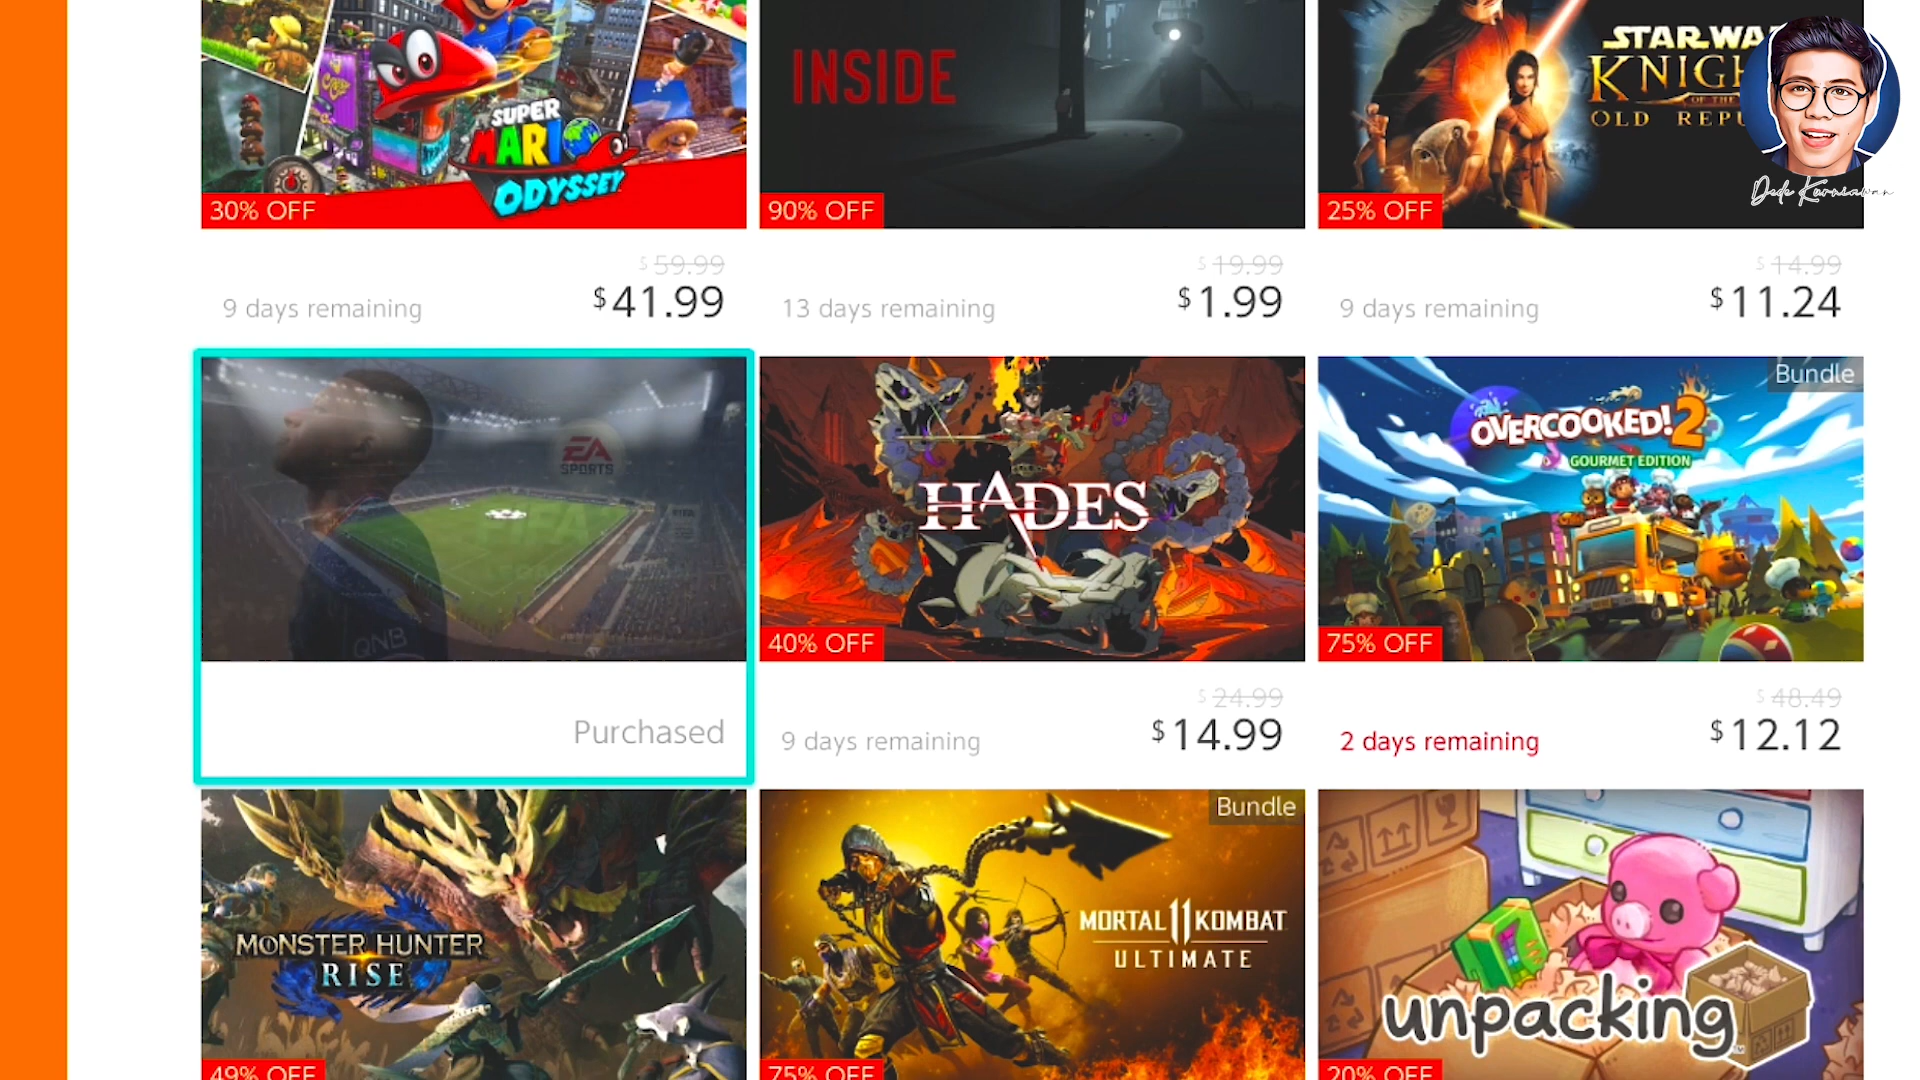 SUPER
MARIO
ODYSSEY
30% OFF
$59.99
9 days remaining
$41.99
INSIDE
90% OFF
$19.99
13 days remaining
$1.99
STAR WA
KNIG
OF THE
OLD REPU
25% OFF
$14.99
9 days remaining
$11.24
Dede Kurniawan
EA
SPORTS
FIFA
QNB
Purchased
HADES
40% OFF
$24.99
9 days remaining
$14.99
Bundle
OVERCOOKED! 2
GOURMET EDITION
75% OFF
$48.49
2 days remaining
$12.12
MONSTER HUNTER
RISE
49% OFF
Bundle
MORTAL 11 KOMBAT
ULTIMATE
75% OFF
unpacking
20% OFF